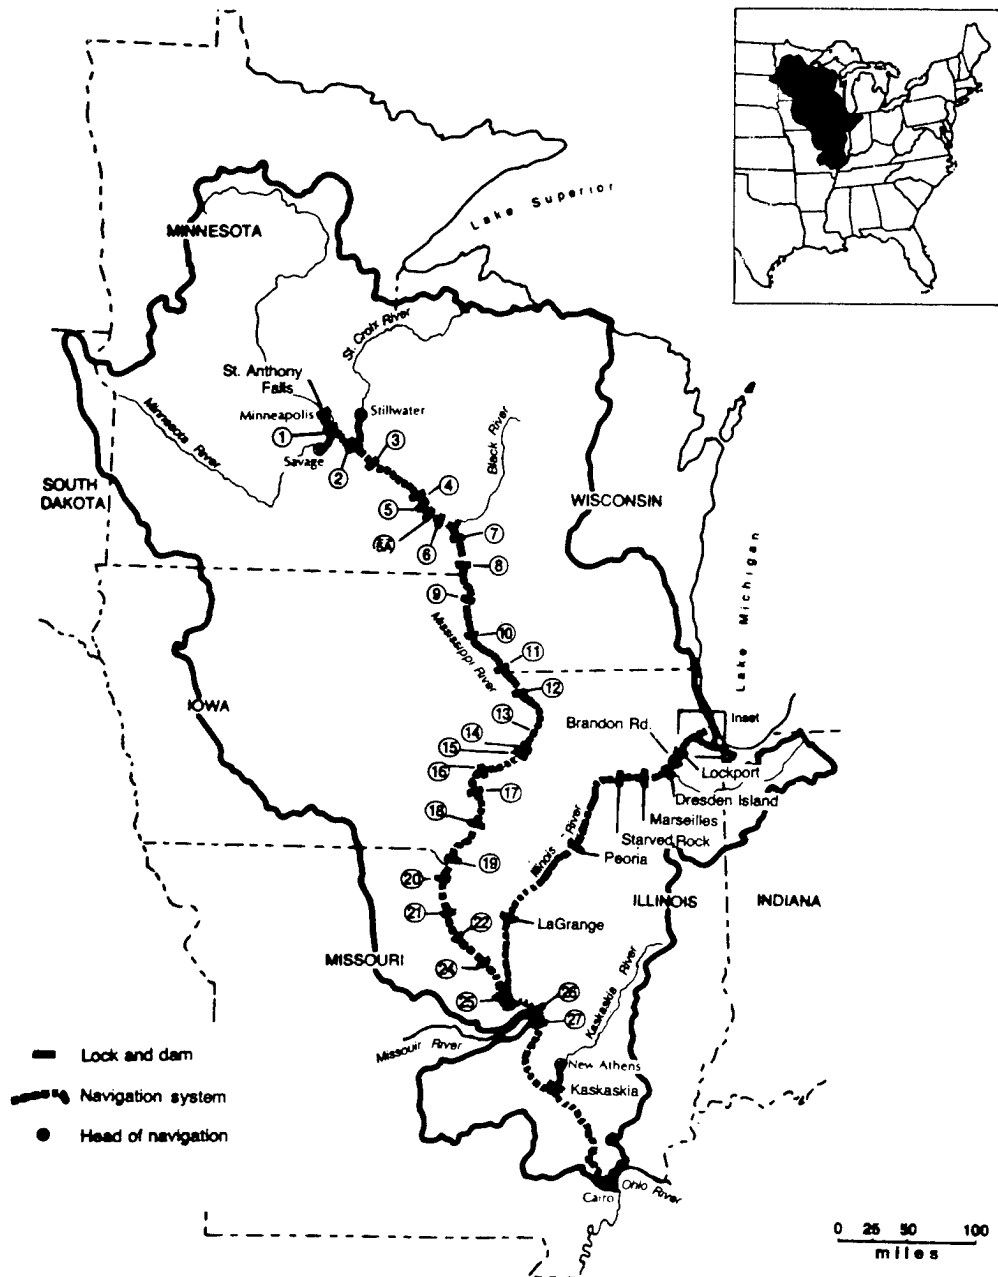 Lake Superior
MINNESOTA
St. Croix River
St. Anthony
Falls
Minneapolis
Stillwater
1
Savage
2
3
Minnesota River
Black River
4
SOUTH
DAKOTA
5
5A
6
7
WISCONSIN
8
9
10
Mississippi River
11
12
Lake Michigan
IOWA
13
14
15
16
17
18
Brandon Rd.
Inset
Lockport
Dresden Island
Marseilles
Starved Rock
Peoria
Illinois River
19
20
21
22
LaGrange
ILLINOIS
INDIANA
MISSOURI
24
25
26
27
Kaskaskia River
Missouir River
New Athens
Kaskaskia
Lock and dam
Navigation system
Head of navigation
Cairo
Ohio River
0 25 50 100
miles